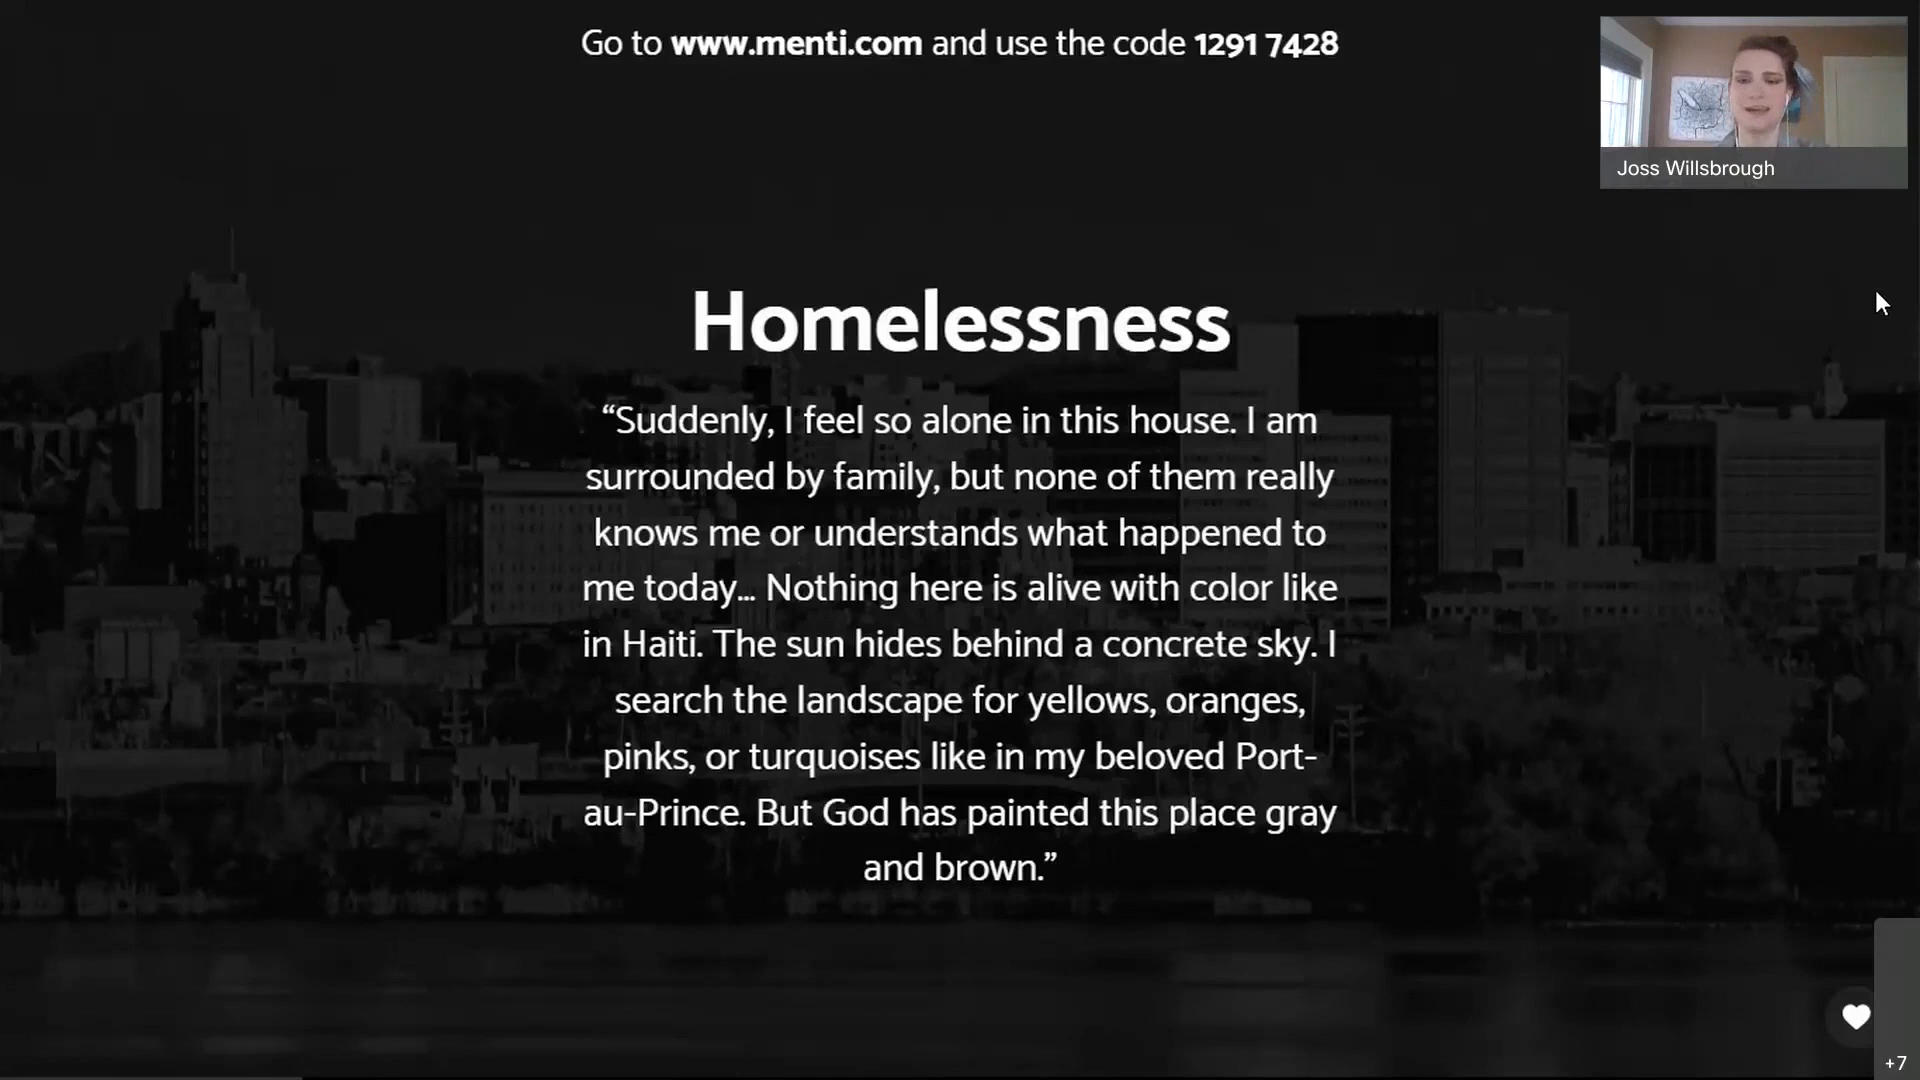 Go to www.menti.com and use the code 1291 7428
Joss Willsbrough
Homelessness
“Suddenly, I feel so alone in this house. I am
surrounded by family, but none of them really
knows me or understands what happened to
me today... Nothing here is alive with color like
in Haiti. The sun hides behind a concrete sky. I
search the landscape for yellows, oranges,
pinks, or turquoises like in my beloved Port-
au-Prince. But God has painted this place gray
and brown.”
+7